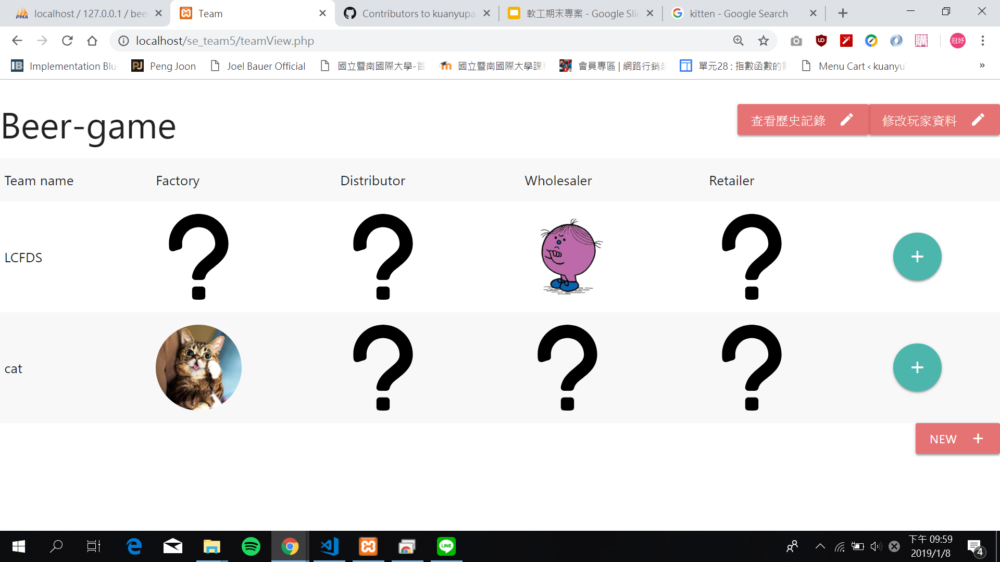 localhost / 127.0.0.1 / bee
Team
Contributors to kuanyupa
軟工期末專案 - Google Slic
kitten - Google Search
localhost/se_team5/teamView.php
冠妤
Implementation Blu
Peng Joon
Joel Bauer Official
國立暨南國際大學-首
國立暨南國際大學課程
會員專區 | 網路行銷超
單元28 : 指數函數的數
Menu Cart ‹ kuanyu'
»
Beer-game
查看歷史記錄
修改玩家資料
Team name
Factory
Distributor
Wholesaler
Retailer
LCFDS
cat
NEW
下午 09:59
2019/1/8
4